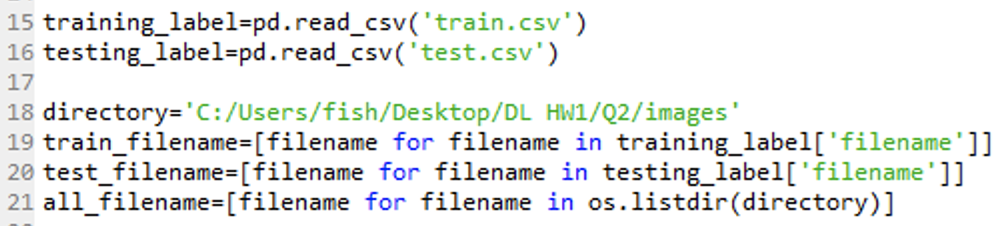 15 training_label=pd.read_csv('train.csv')
16 testing_label=pd.read_csv('test.csv')
17
18 directory='C:/Users/fish/Desktop/DL HW1/Q2/images'
19 train_filename=[filename for filename in training_label['filename']]
20 test_filename=[filename for filename in testing_label['filename']]
21 all_filename=[filename for filename in os.listdir(directory)]